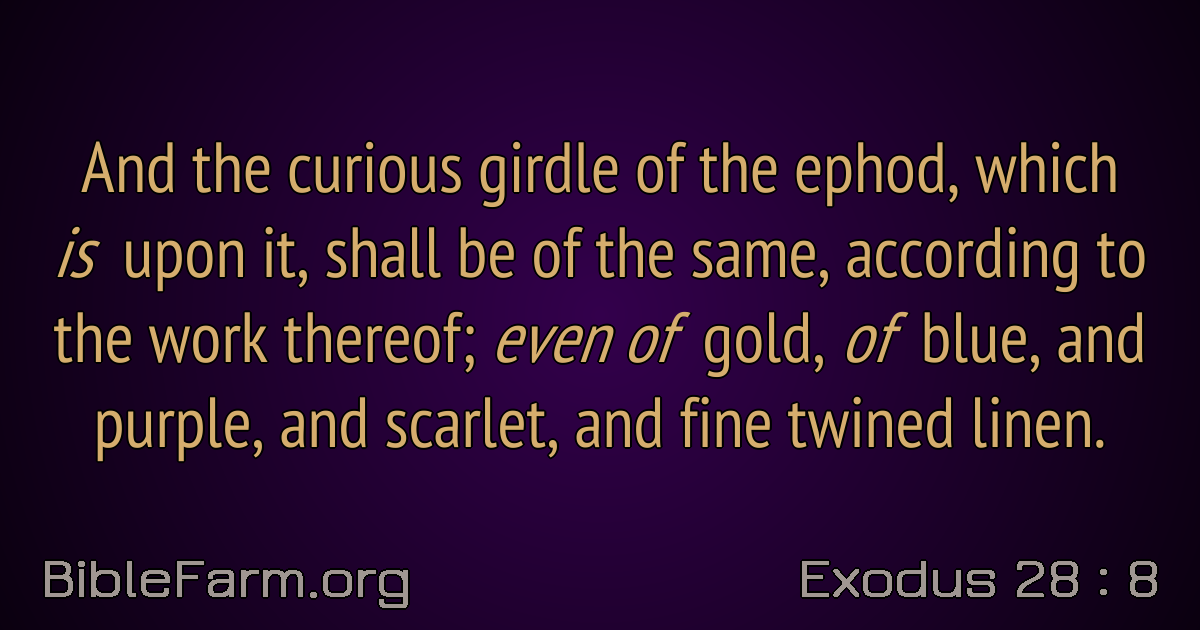 And the curious girdle of the ephod, which
is upon it, shall be of the same, according to
the work thereof; even of gold, of blue, and
purple, and scarlet, and fine twined linen.
BibleFarm.org
Exodus 28 : 8